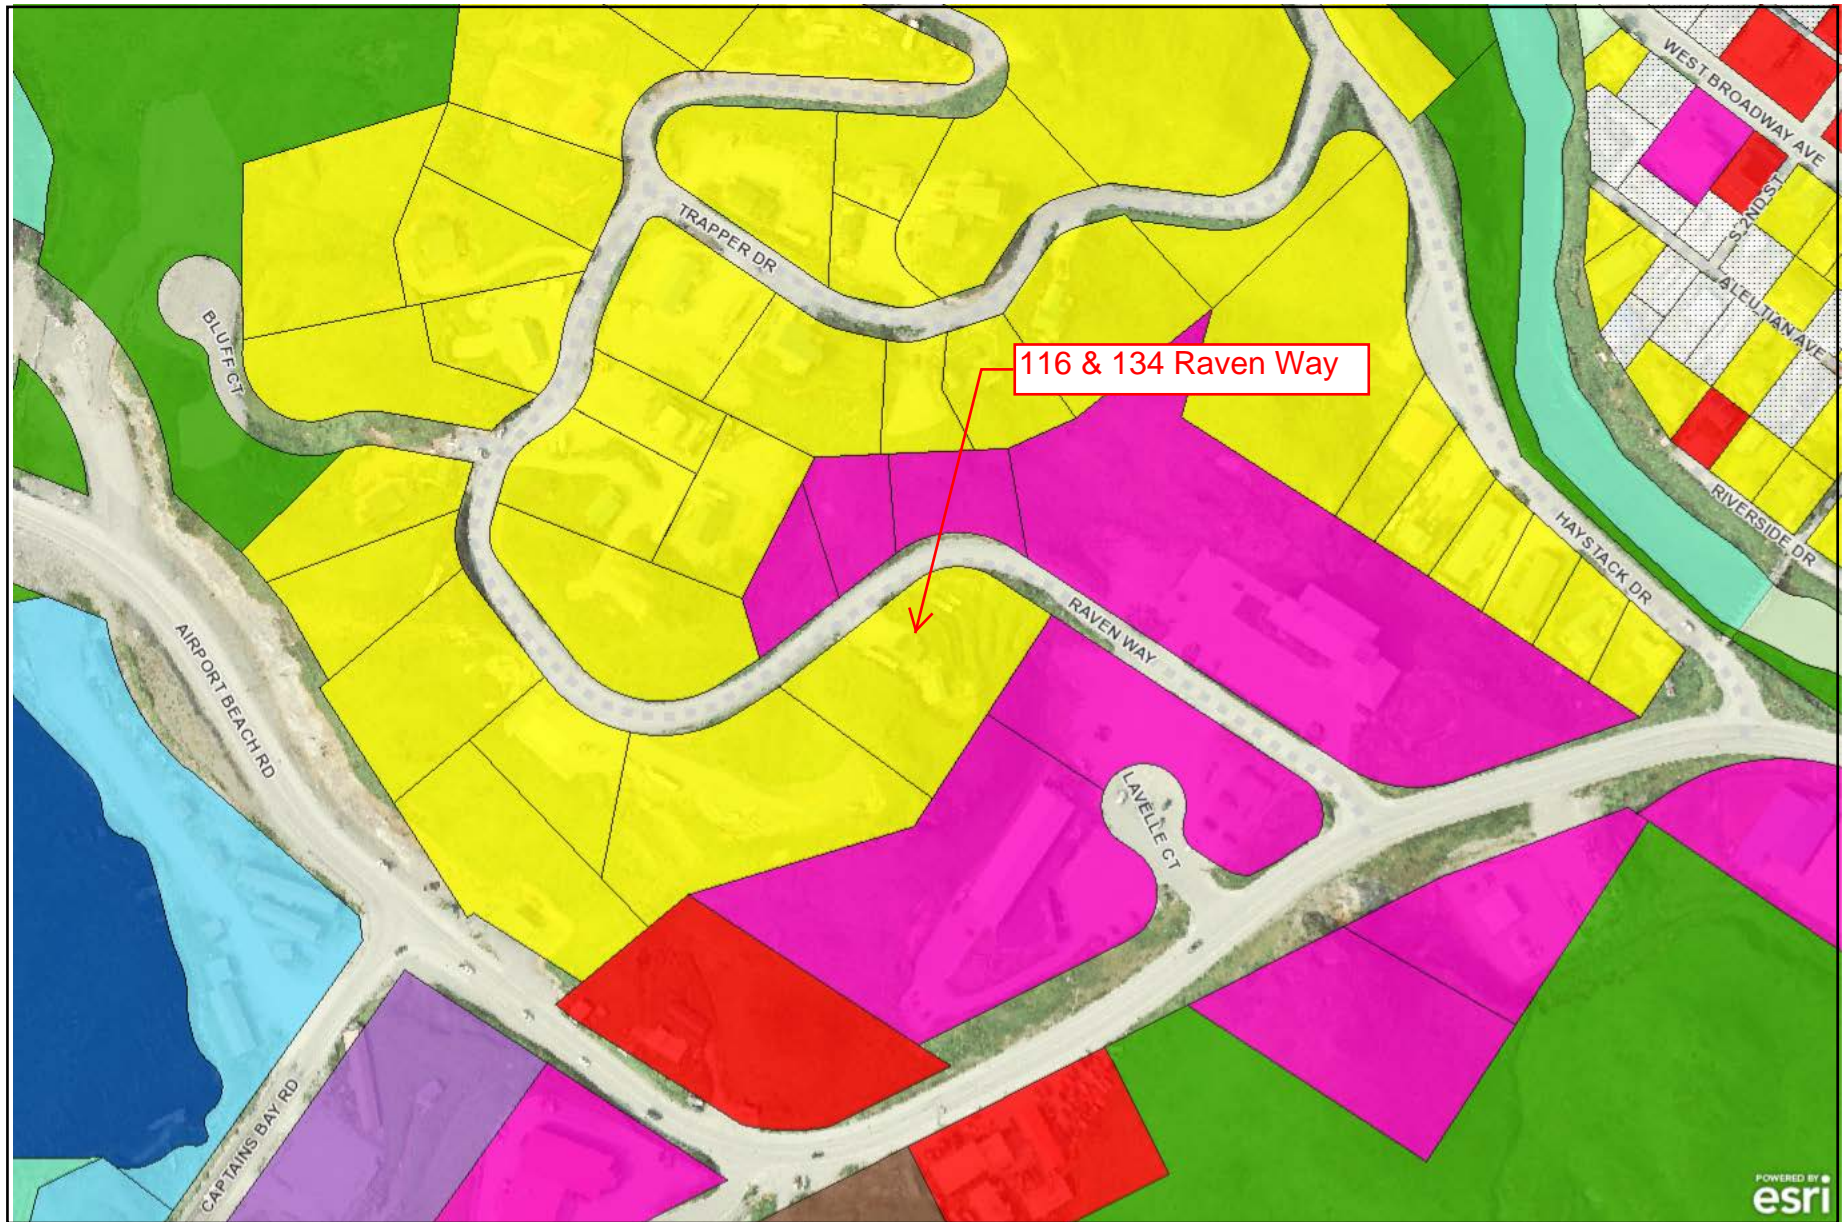 WEST BROADWAY AVE
S 2ND ST
TRAPPER DR
ALEUTIAN AVE
BLUFF CT
116 & 134 Raven Way
RIVERSIDE DR
HAYSTACK DR
RAVEN WAY
AIRPORT BEACH RD
LAVELLE CT
CAPTAINS BAY RD
POWERED BY
esri